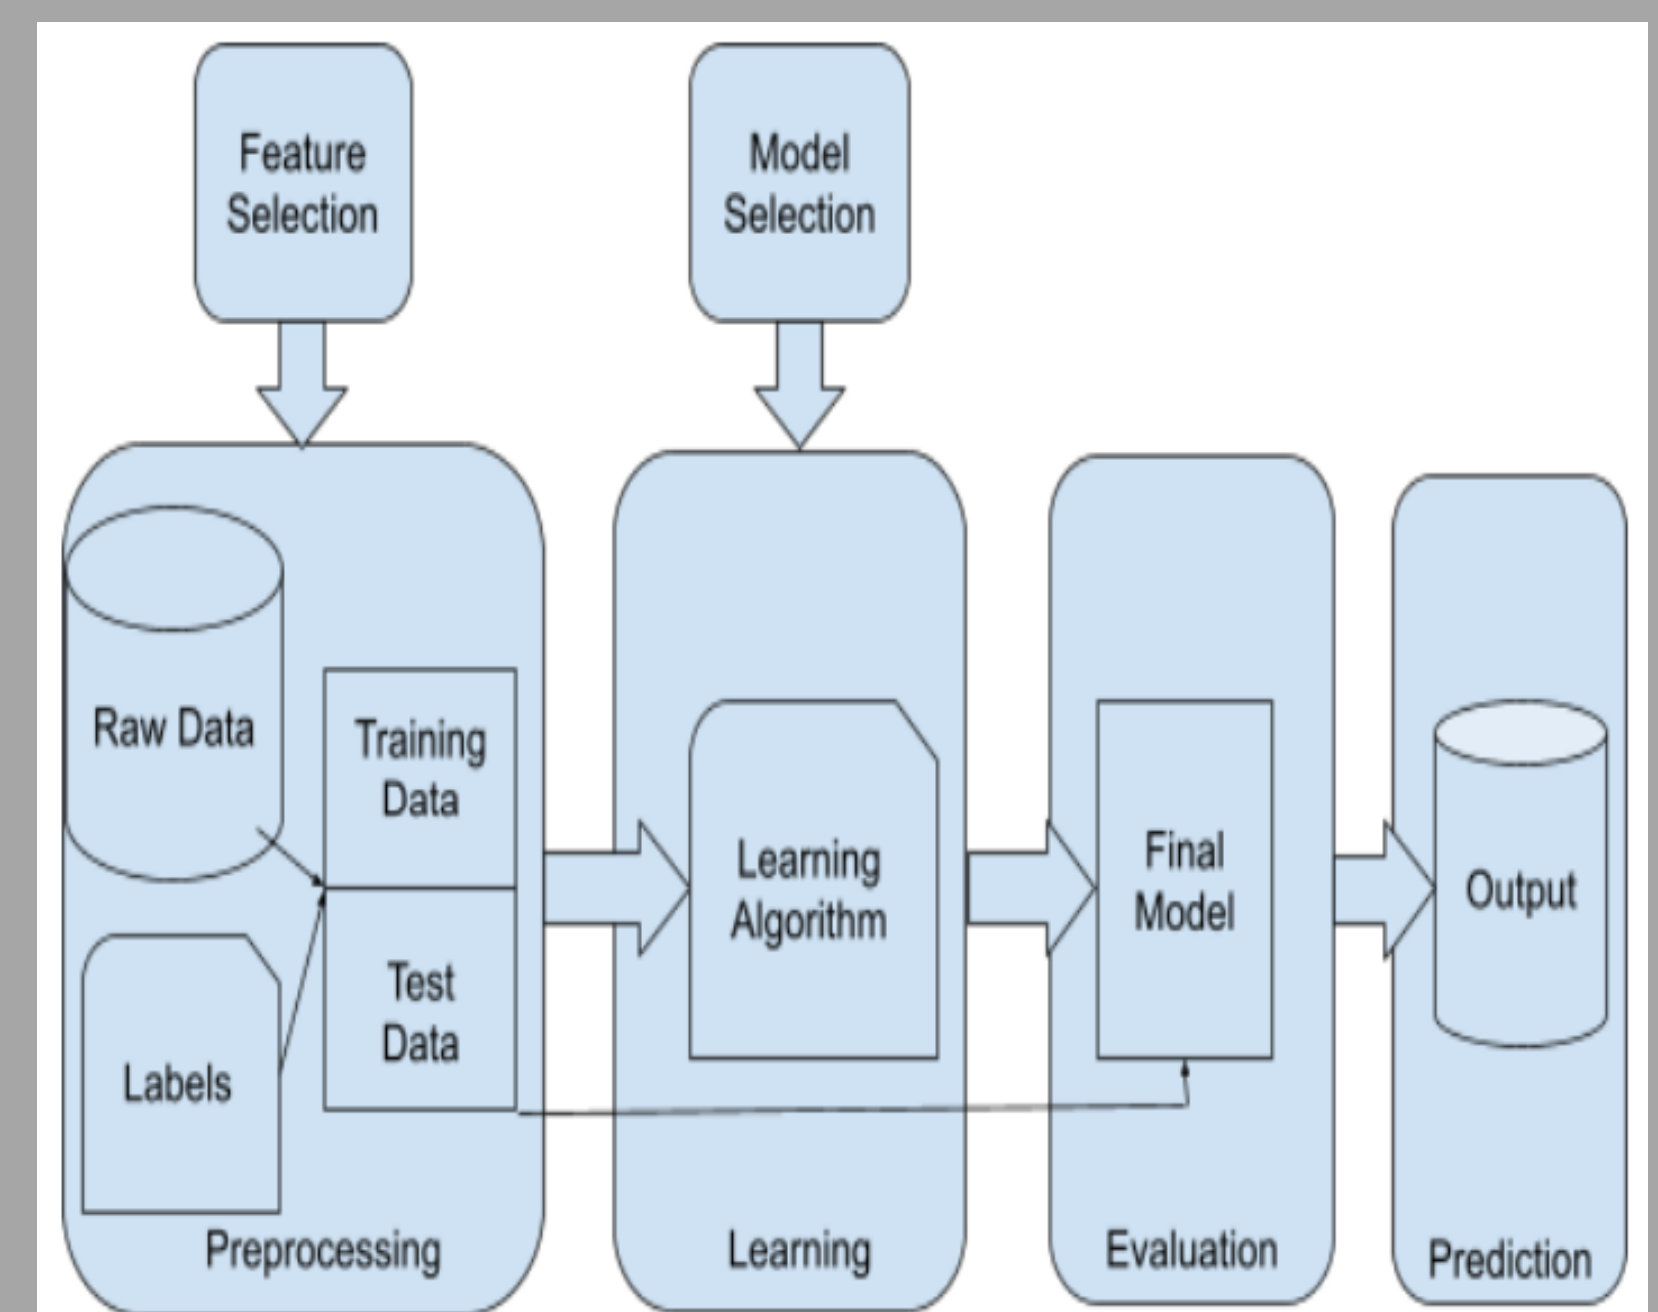 Feature
Selection
Model
Selection
Raw Data
Training
Data
Test
Data
Labels
Preprocessing
Learning
Algorithm
Learning
Final
Model
Evaluation
Output
Prediction